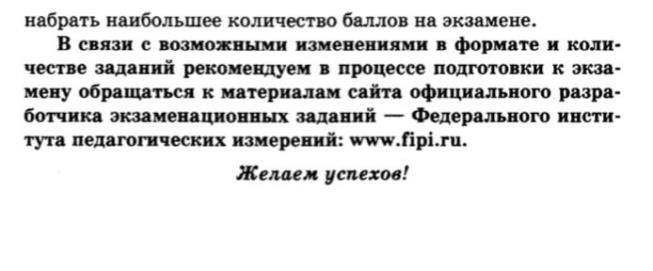 набрать наибольшее количество баллов на экзамене.
В связи с возможными изменениями в формате и коли-
честве заданий рекомендуем в процессе подготовки к экза-
мену обращаться к материалам сайта официального разра-
ботчика экзаменационных заданий — Федерального инсти-
тута педагогических измерений: www.fipi.ru.
Желаем успехов!